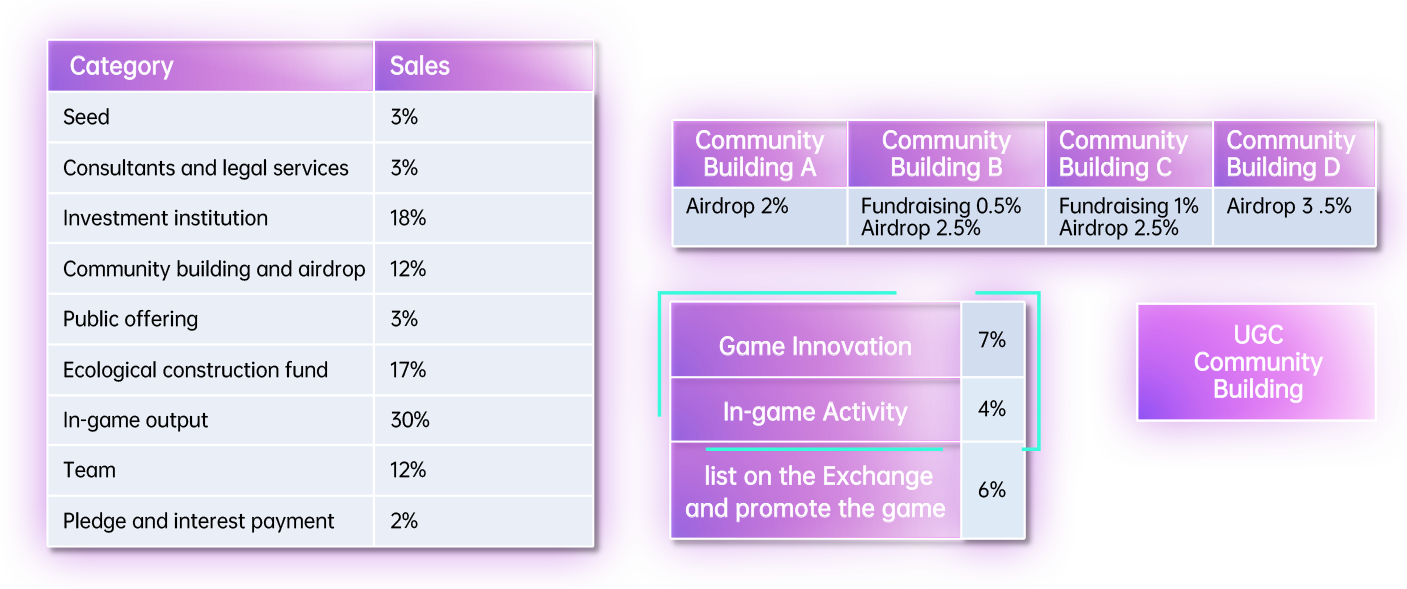 Category Sales
Seed 3%
Consultants and legal services 3%
Investment institution 18%
Community building and airdrop 12%
Public offering 3%
Ecological construction fund 17%
In-game output 30%
Team 12%
Pledge and interest payment 2%
Community Building A
Community Building B
Community Building C
Community Building D
Airdrop 2%
Fundraising 0.5%
Airdrop 2.5%
Fundraising 1%
Airdrop 2.5%
Airdrop 3 .5%
Game Innovation 7%
In-game Activity 4%
list on the Exchange
and promote the game 6%
UGC
Community
Building